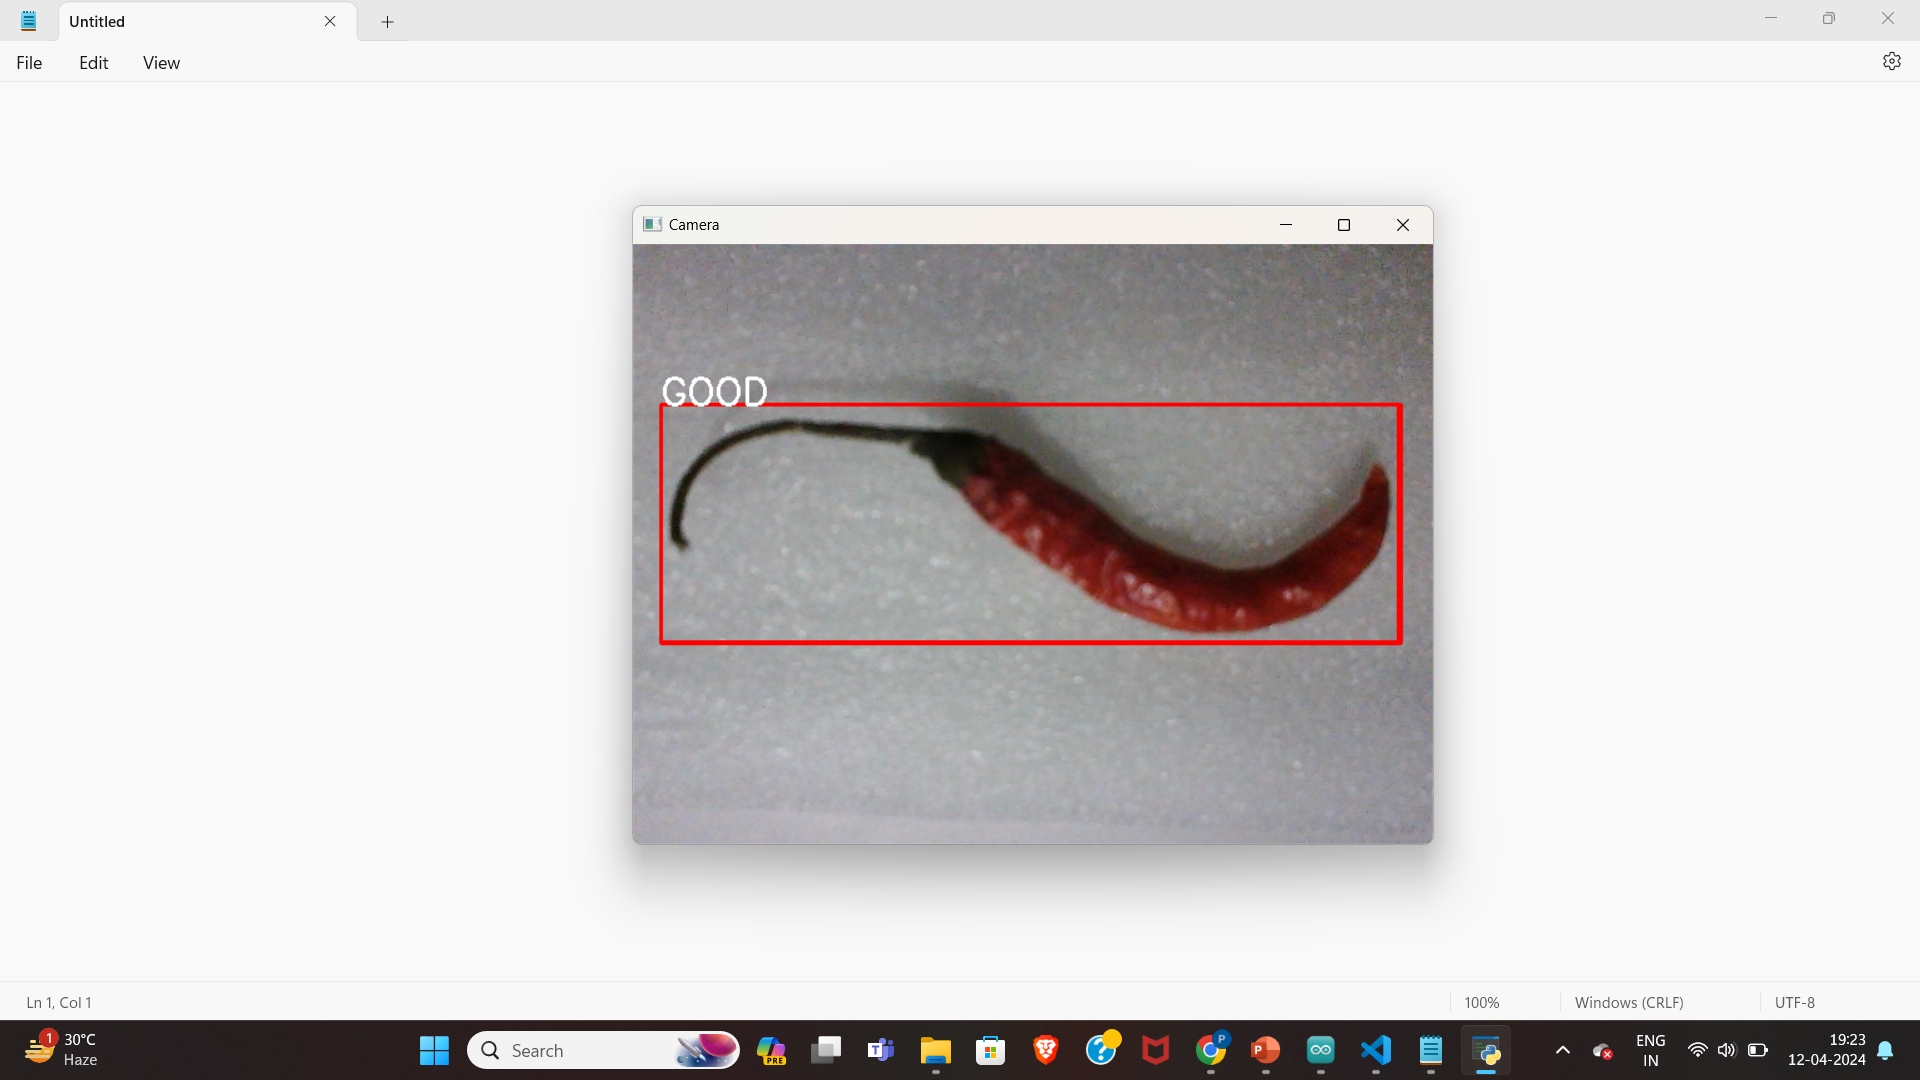 Untitled
File Edit View
Camera
GOOD
Ln 1, Col 1 100% Windows (CRLF) UTF-8
1 30°C
Haze
Search
PRE
P
P
ENG
IN
19:23
12-04-2024